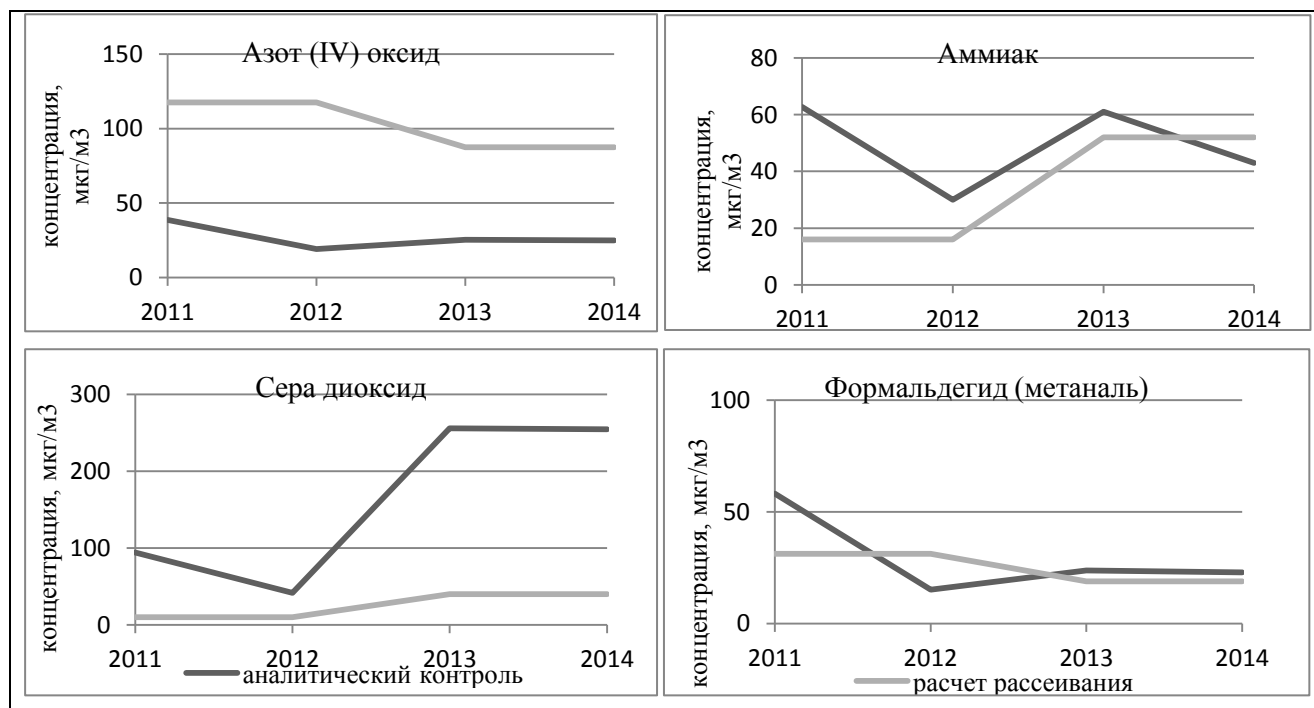 Азот (IV) оксид
концентрация,
мкг/м3
150
100
50
0
2011 2012 2013 2014
Аммиак
концентрация,
мкг/м3
80
60
40
20
0
2011 2012 2013 2014
Сера диоксид
концентрация, мкг/м3
300
200
100
0
2011 2012 2013 2014
аналитический контроль
Формальдегид (метаналь)
концентрация, мкг/м3
100
50
0
2011 2012 2013 2014
расчет рассеивания